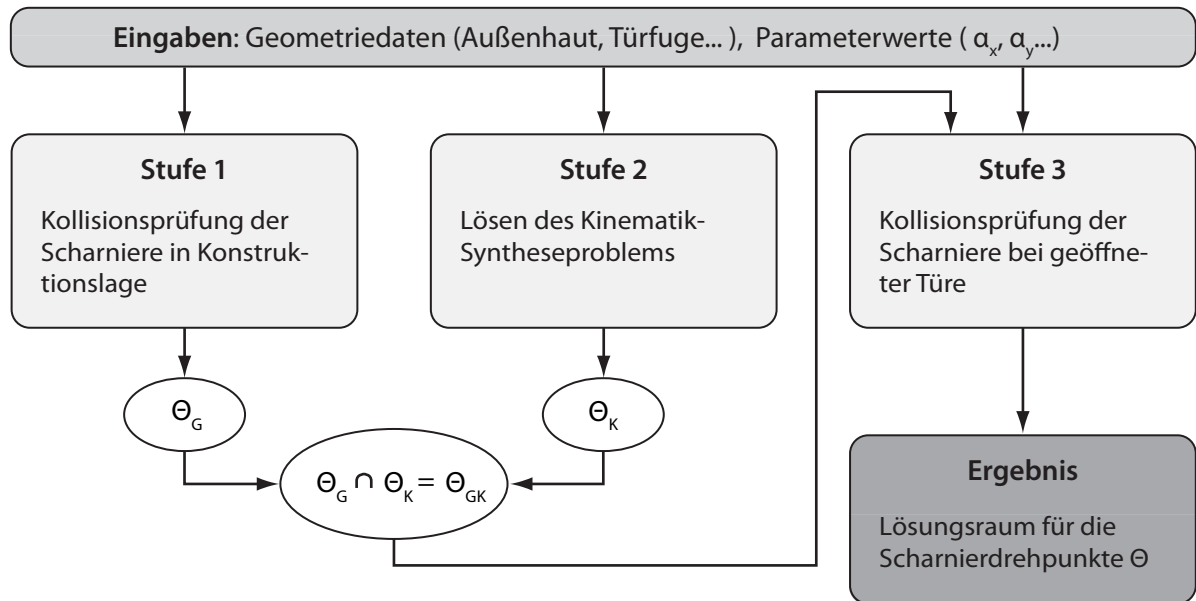 Eingaben: Geometriedaten (Außenhaut, Türfuge... ), Parameterwerte ( αx, αy...)
Stufe 1
Kollisionsprüfung der
Scharniere in Konstruk-
tionslage
Stufe 2
Lösen des Kinematik-
Syntheseproblems
Stufe 3
Kollisionsprüfung der
Scharniere bei geöffne-
ter Türe
ΘG
ΘK
ΘG ∩ ΘK = ΘGK
Ergebnis
Lösungsraum für die
Scharnierdrehpunkte Θ